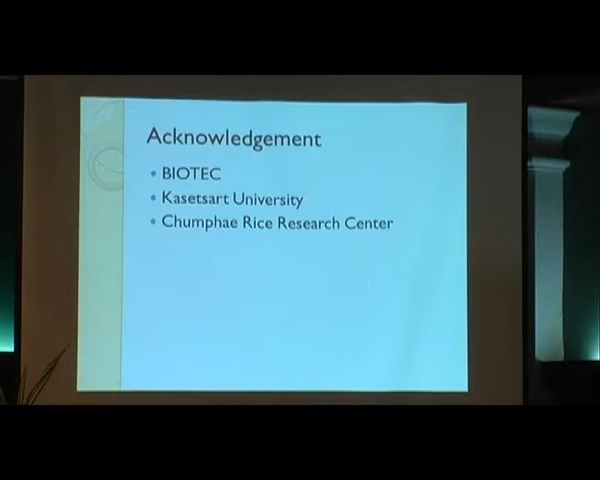 Acknowledgement
• BIOTEC
• Kasetsart University
• Chumphae Rice Research Center